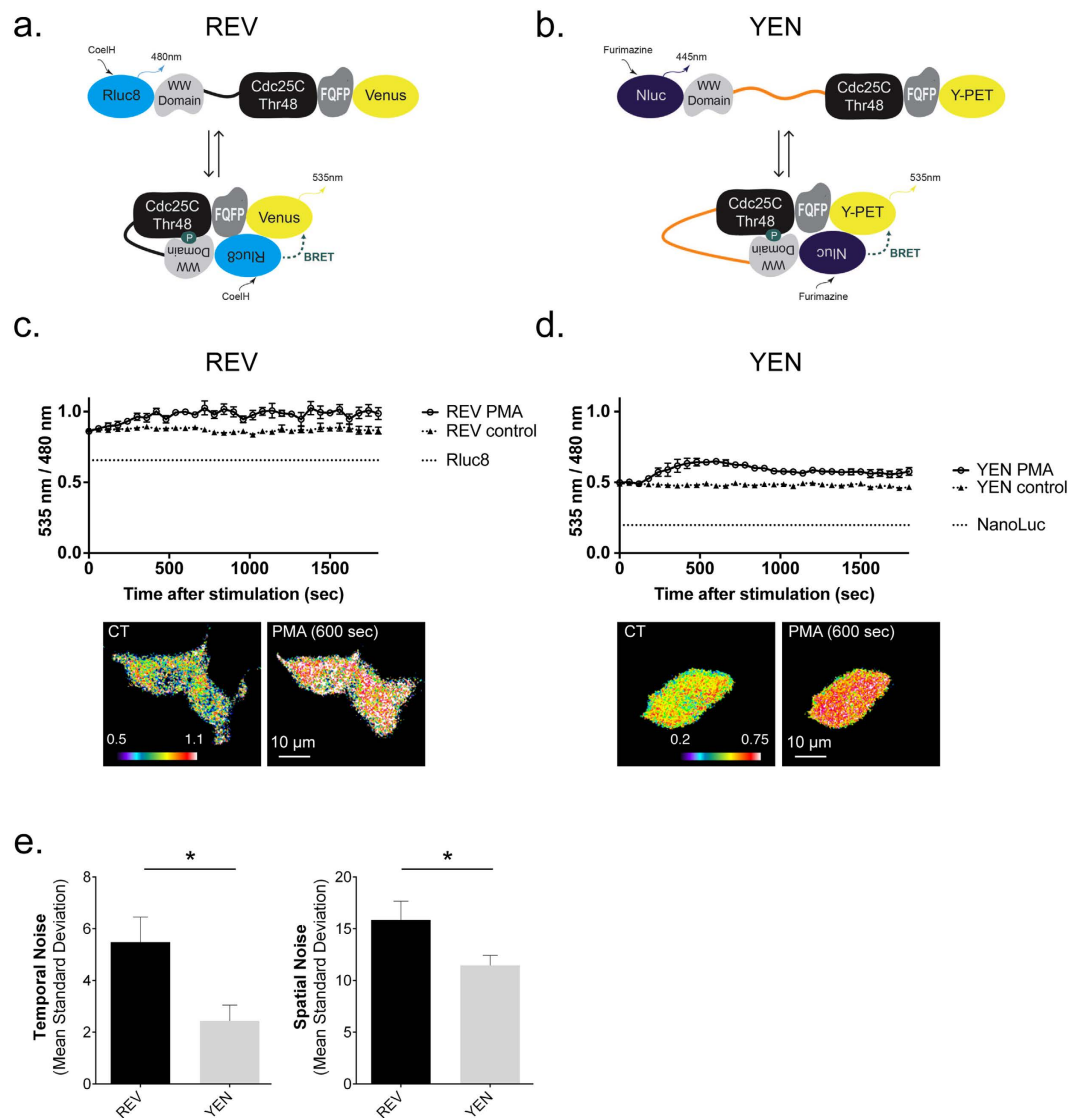 a.
REV
CoelH
480nm
Rluc8
WW
Domain
Cdc25C
Thr48
FQFP
Venus
535nm
Cdc25C
Thr48
FQFP
Venus
P
WW
Domain
Rluc8
BRET
CoelH
b.
YEN
Furimazine
445nm
Nluc
WW
Domain
Cdc25C
Thr48
FQFP
Y-PET
535nm
Cdc25C
Thr48
FQFP
Y-PET
P
WW
Domain
Nluc
BRET
Furimazine
c.
REV
535 nm / 480 nm
1.0
0.5
0.0
0 500 1000 1500
Time after stimulation (sec)
REV PMA
REV control
Rluc8
CT
0.5 1.1
PMA (600 sec)
10 µm
d.
YEN
535 nm / 480 nm
1.0
0.5
0.0
0 500 1000 1500
Time after stimulation (sec)
YEN PMA
YEN control
NanoLuc
CT
0.2 0.75
PMA (600 sec)
10 µm
e.
Temporal Noise
(Mean Standard Deviation)
8
6
4
2
0
*
REV YEN
Spatial Noise
(Mean Standard Deviation)
20
15
10
5
0
*
REV YEN